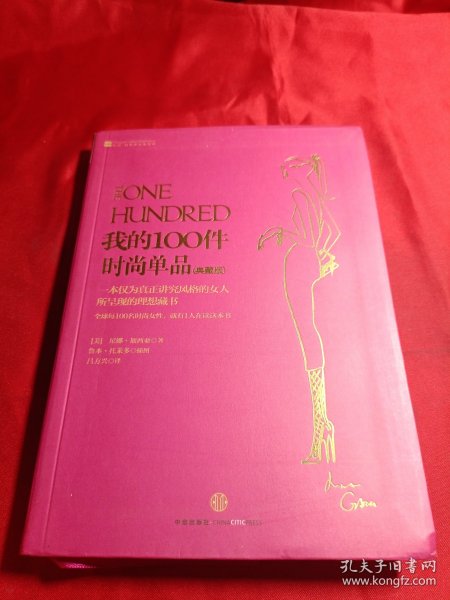 THE ONE
HUNDRED
我的100件
时尚单品(典藏版)
一本仅为真正讲究风格的女人
所呈现的理想藏书
全球每100名时尚女性，就有1人在读这本书
[美] 尼娜·加西亚◎著
鲁本·托莱多◎插图
吕方兴◎译
中信出版社·CHINACITICPRESS
孔夫子旧书网
www.kongfz.com